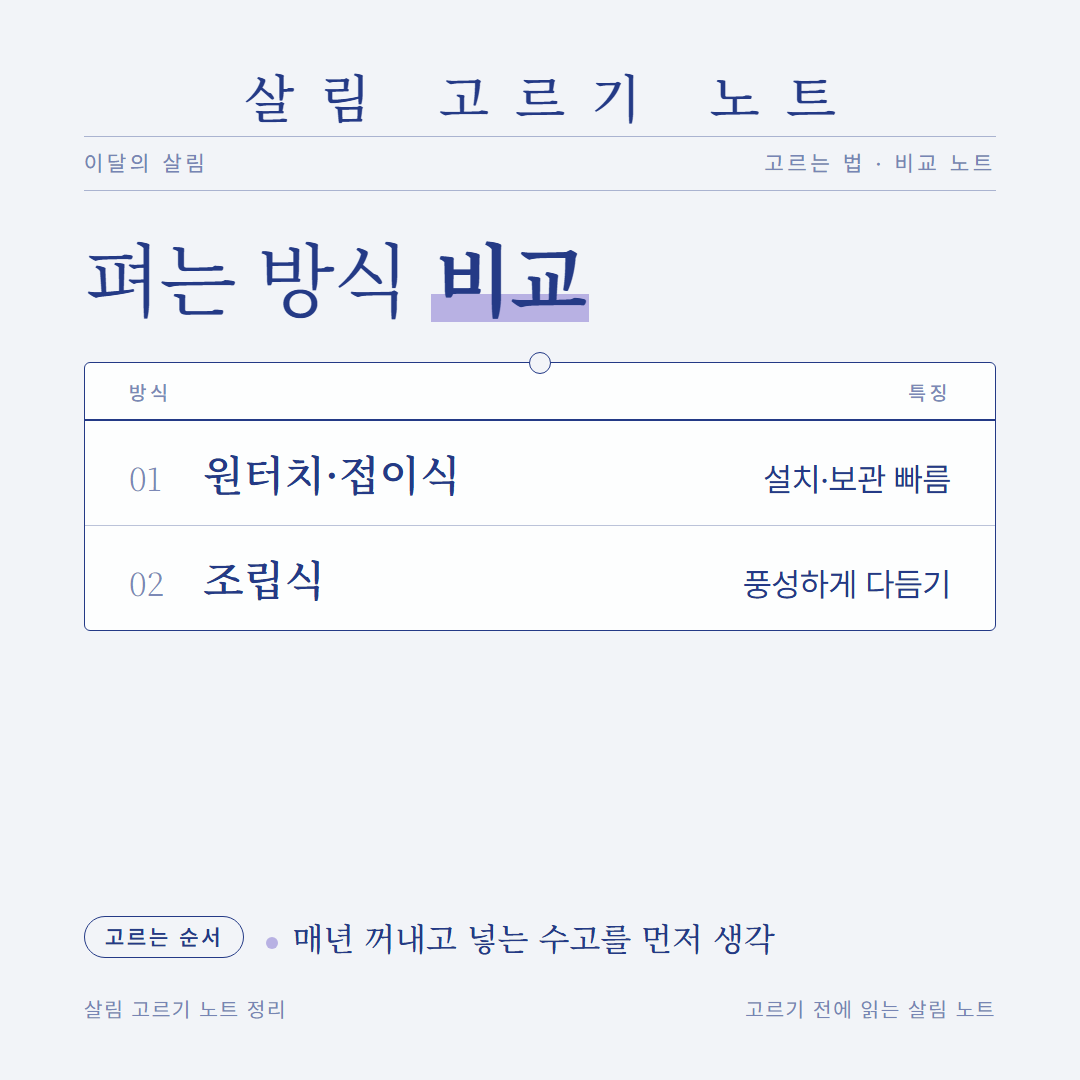 살림 고르기 노트
이달의 살림 고르는 법 · 비교 노트
펴는 방식 비교
방식 특징
01 원터치·접이식 설치·보관 빠름
02 조립식 풍성하게 다듬기
고르는 순서 매년 꺼내고 넣는 수고를 먼저 생각
살림 고르기 노트 정리 고르기 전에 읽는 살림 노트